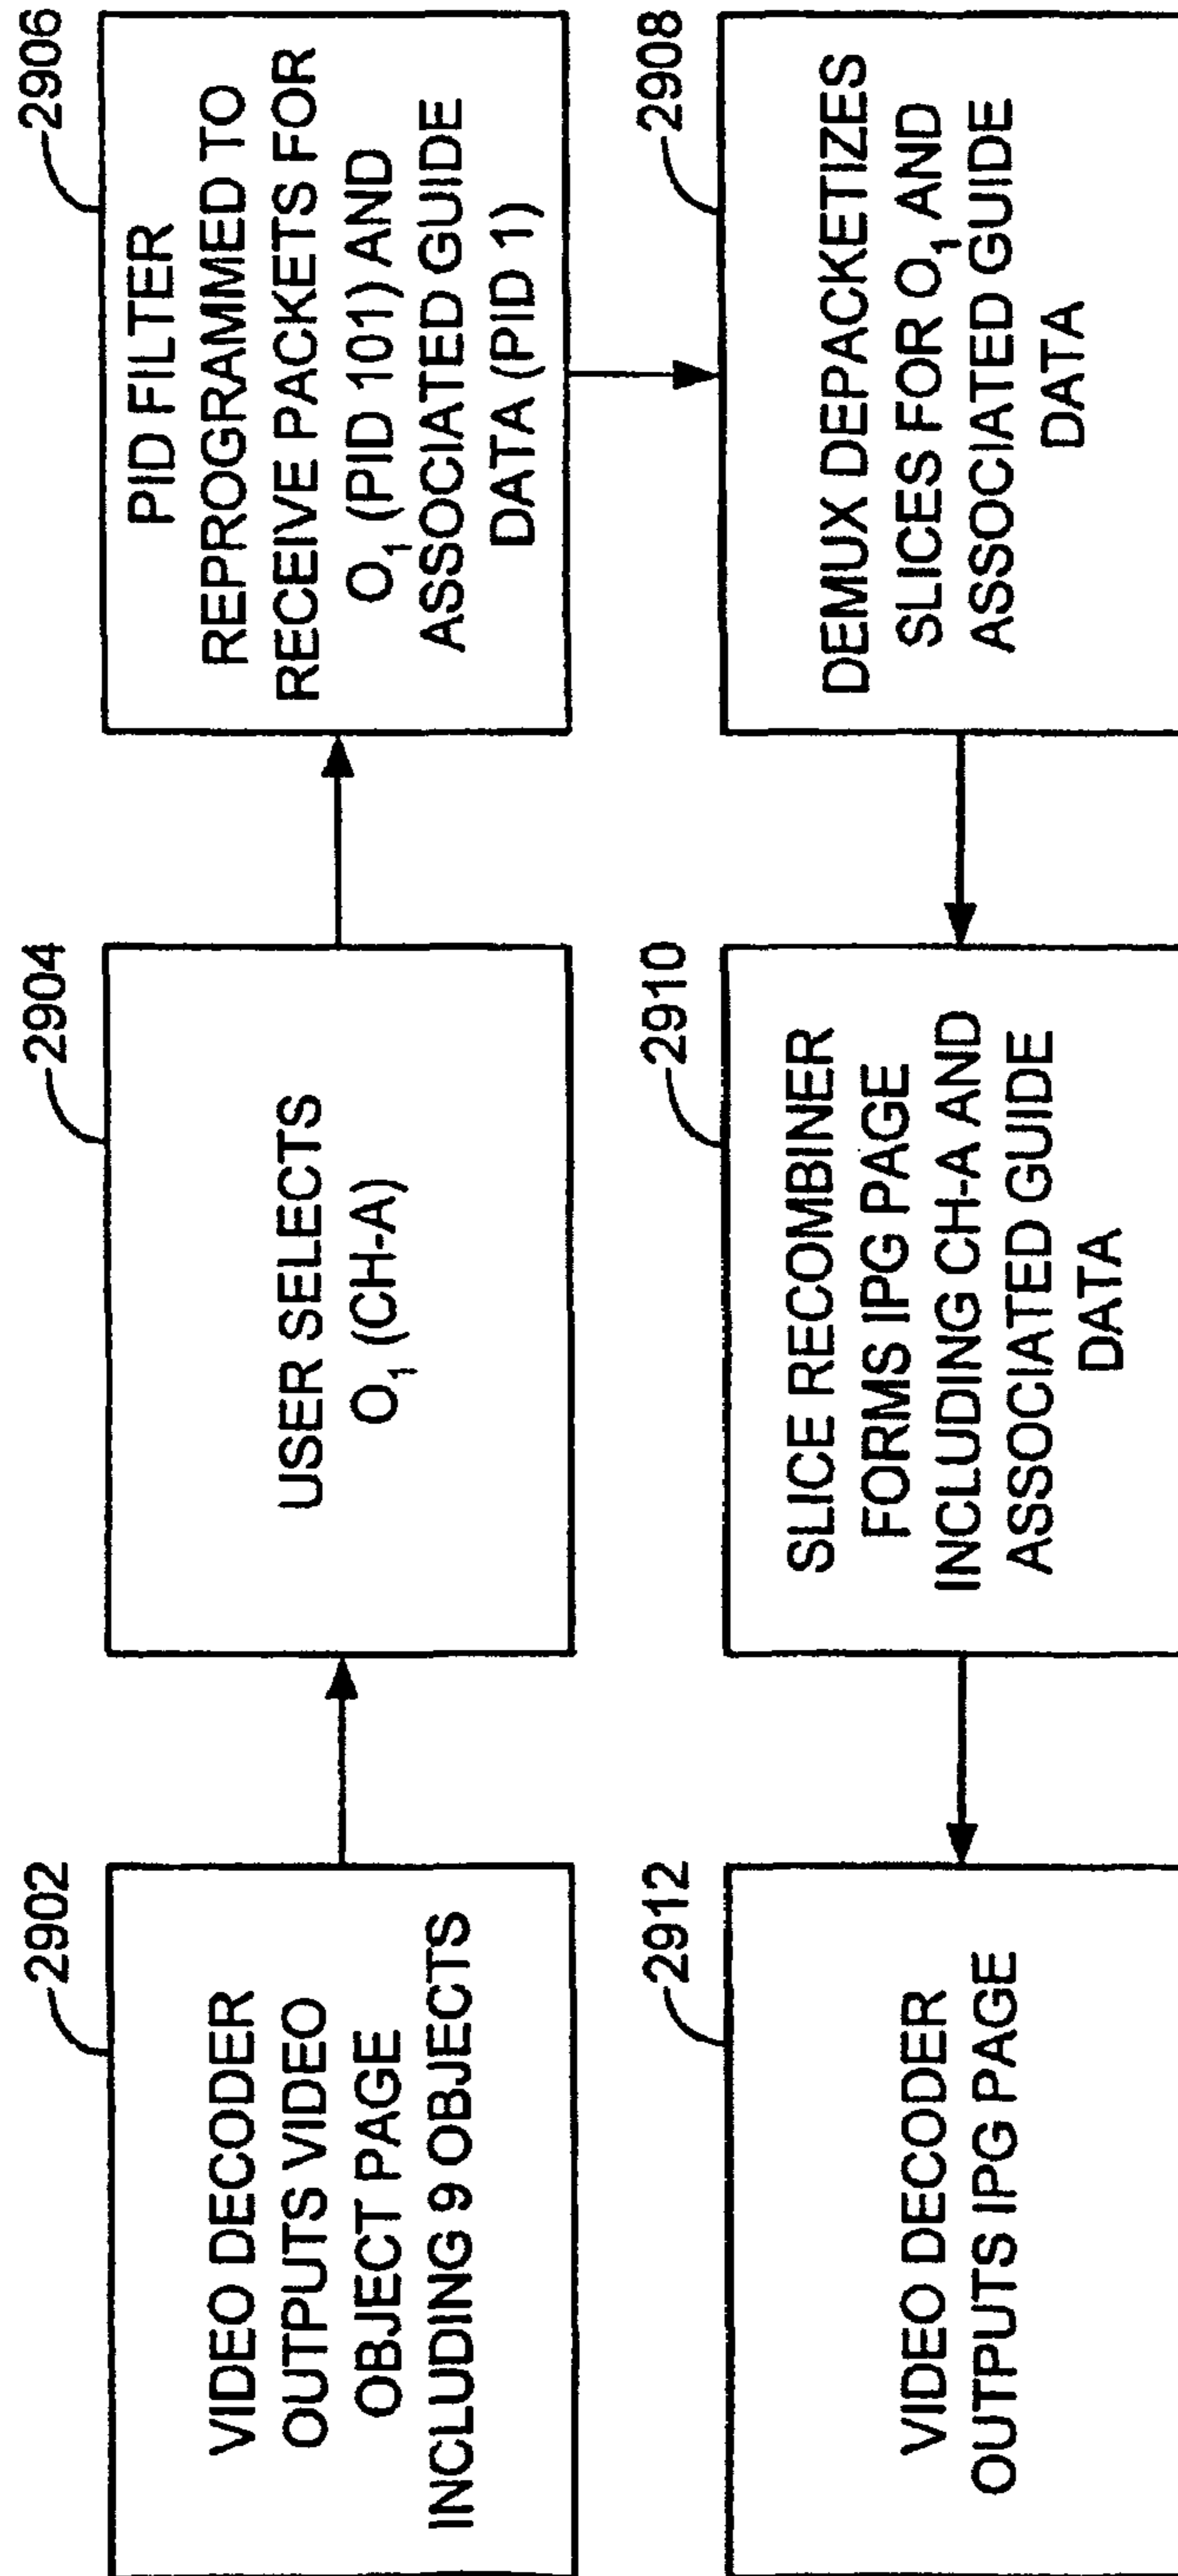 2902
VIDEO DECODER
OUTPUTS VIDEO
OBJECT PAGE
INCLUDING 9 OBJECTS
2904
USER SELECTS
O₁ (CH-A)
2906
PID FILTER
REPROGRAMMED TO
RECEIVE PACKETS FOR
O₁ (PID 101) AND
ASSOCIATED GUIDE
DATA (PID 1)
2908
DEMUX DEPACKETIZES
SLICES FOR O₁ AND
ASSOCIATED GUIDE
DATA
2910
SLICE RECOMBINER
FORMS IPG PAGE
INCLUDING CH-A AND
ASSOCIATED GUIDE
DATA
2912
VIDEO DECODER
OUTPUTS IPG PAGE